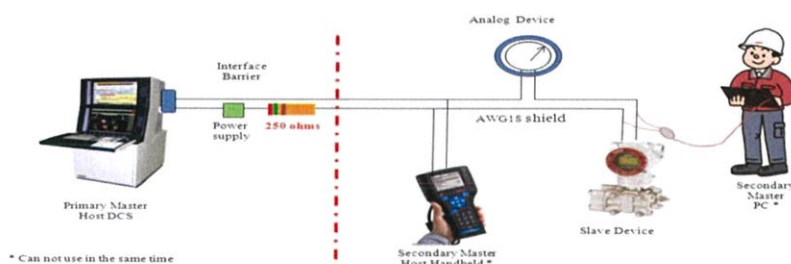 Analog Device
Interface
Barrier
Power
supply
250 ohms
AWG18 shield
Primary Master
Host DCS
Secondary Master
Host Handheld *
Slave Device
Secondary
Master
PC *
* Can not use in the same time